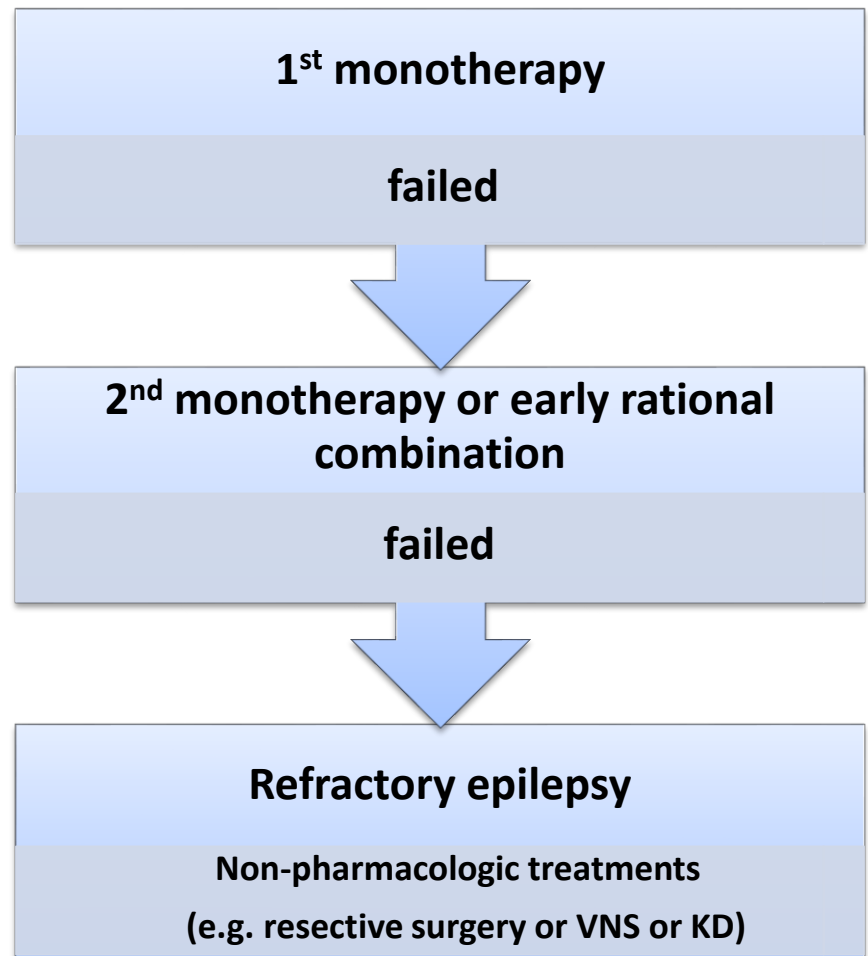 1st monotherapy
failed
2nd monotherapy or early rational
combination
failed
Refractory epilepsy
Non-pharmacologic treatments
(e.g. resective surgery or VNS or KD)